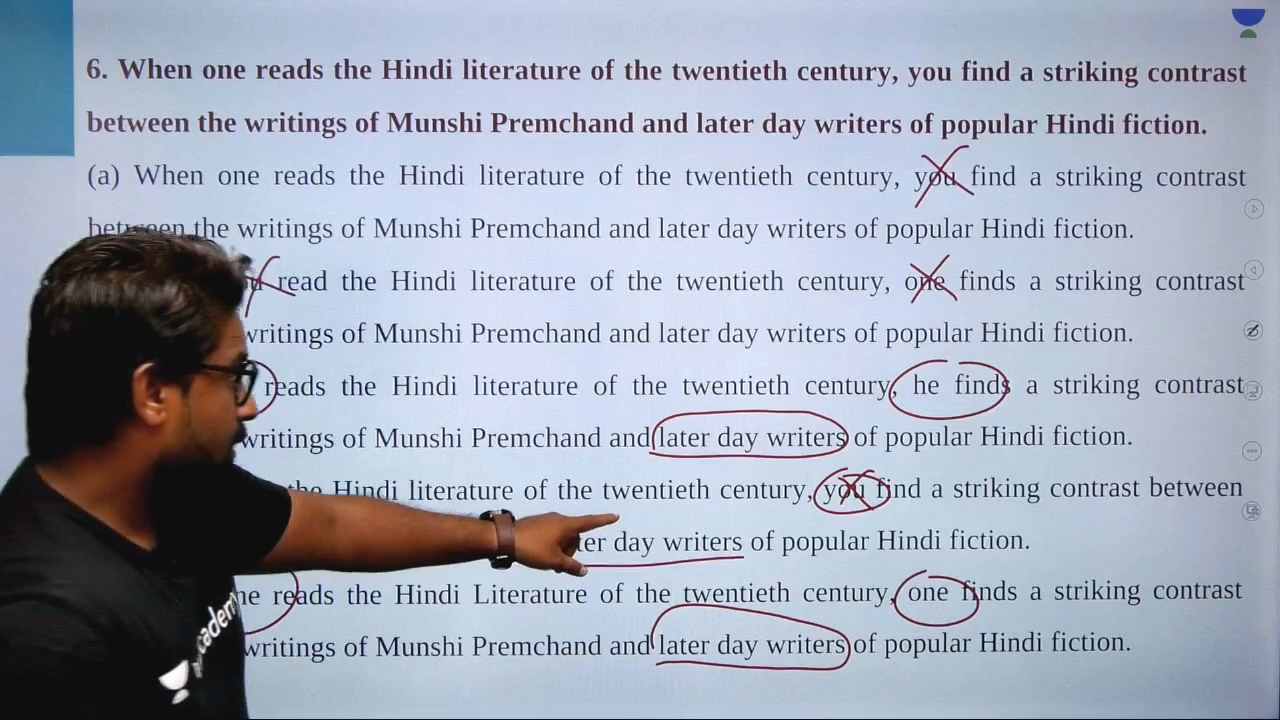 6. When one reads the Hindi literature of the twentieth century, you find a striking contrast
between the writings of Munshi Premchand and later day writers of popular Hindi fiction.
(a) When one reads the Hindi literature of the twentieth century, you find a striking contrast
between the writings of Munshi Premchand and later day writers of popular Hindi fiction.
read the Hindi literature of the twentieth century, one finds a striking contrast
writings of Munshi Premchand and later day writers of popular Hindi fiction.
reads the Hindi literature of the twentieth century, he finds a striking contrast
writings of Munshi Premchand and later day writers of popular Hindi fiction.
the Hindi literature of the twentieth century, you find a striking contrast between
day writers of popular Hindi fiction.
reads the Hindi Literature of the twentieth century, one finds a striking contrast
writings of Munshi Premchand and later day writers of popular Hindi fiction.